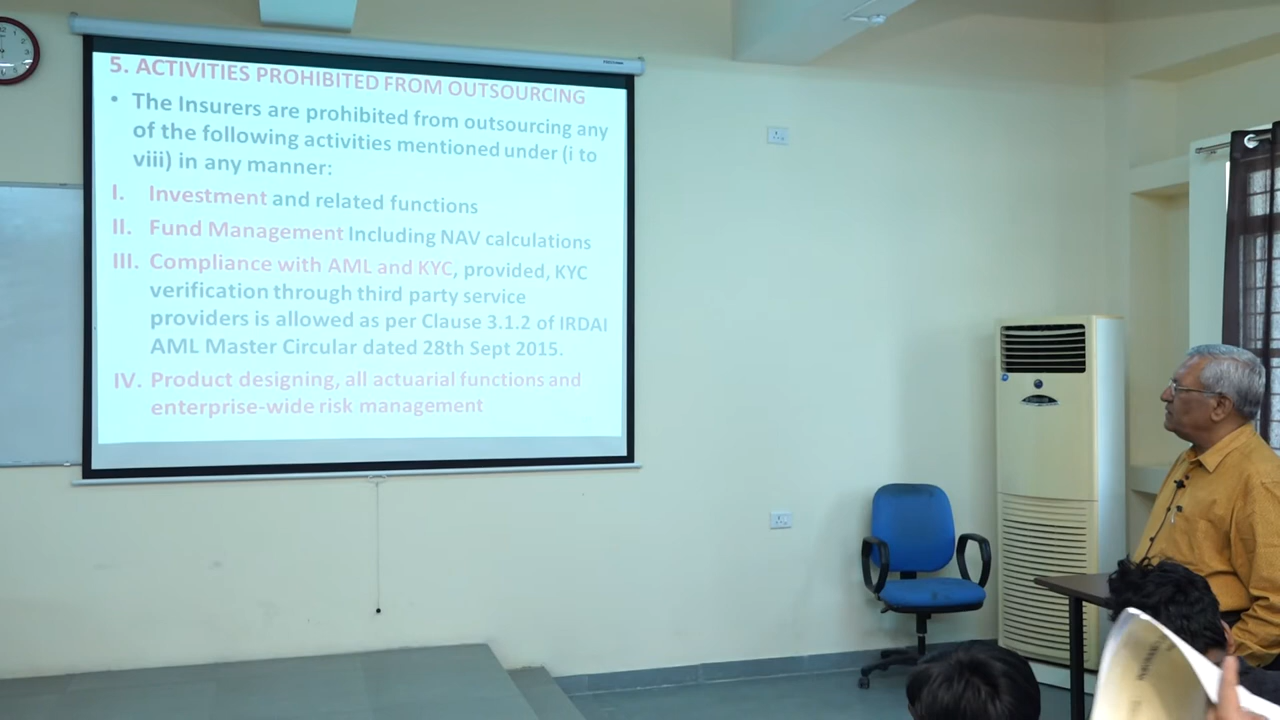 5. ACTIVITIES PROHIBITED FROM OUTSOURCING
• The Insurers are prohibited from outsourcing any
of the following activities mentioned under (i to
viii) in any manner:
I. Investment and related functions
II. Fund Management Including NAV calculations
III. Compliance with AML and KYC, provided, KYC
verification through third party service
providers is allowed as per Clause 3.1.2 of IRDAI
AML Master Circular dated 28th Sept 2015.
IV. Product designing, all actuarial functions and
enterprise-wide risk management